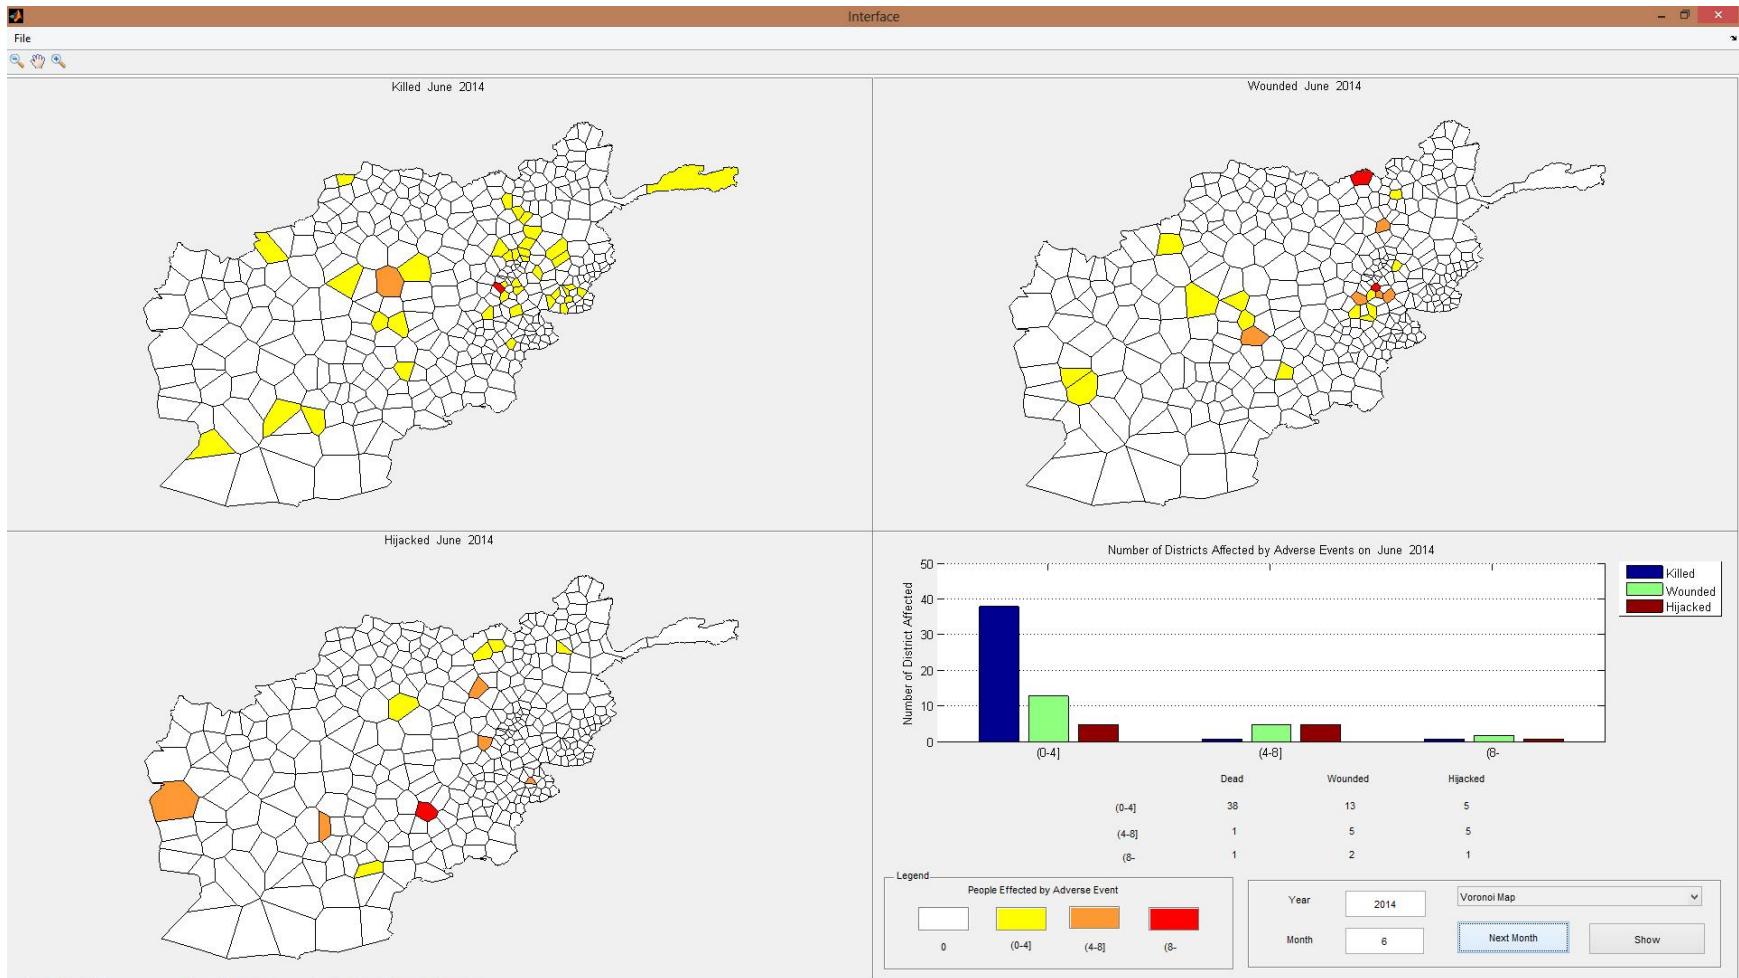 Interface
File
Killed June 2014
Wounded June 2014
Hijacked June 2014
Number of Districts Affected by Adverse Events on June 2014
Number of District Affected
50
40
30
20
10
0
(0-4]
(4-8]
(8-
Killed
Wounded
Hijacked
Dead Wounded Hijacked
(0-4] 38 13 5
(4-8] 1 5 5
(8- 1 2 1
Legend
People Effected by Adverse Event
0 (0-4] (4-8] (8-
Year 2014 Voronoi Map
Month 6 Next Month Show